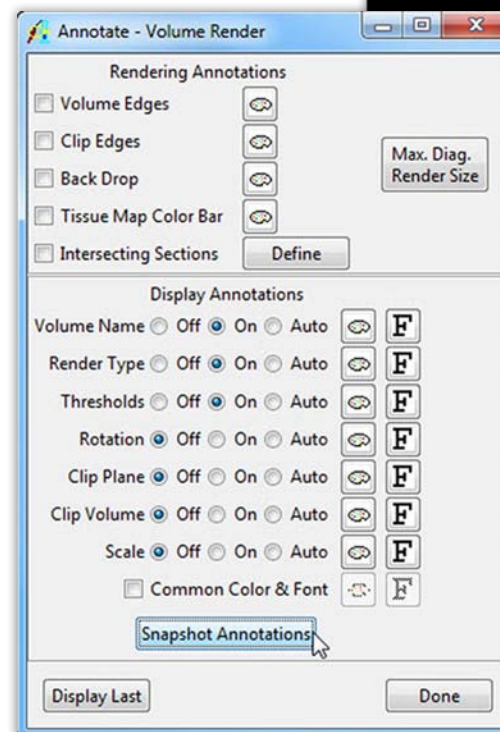 Annotate - Volume Render
Rendering Annotations
Volume Edges
Clip Edges
Max. Diag.
Render Size
Back Drop
Tissue Map Color Bar
Intersecting Sections Define
Display Annotations
Volume Name Off On Auto F
Render Type Off On Auto F
Thresholds Off On Auto F
Rotation Off On Auto F
Clip Plane Off On Auto F
Clip Volume Off On Auto F
Scale Off On Auto F
Common Color & Font F
Snapshot Annotations
Display Last Done